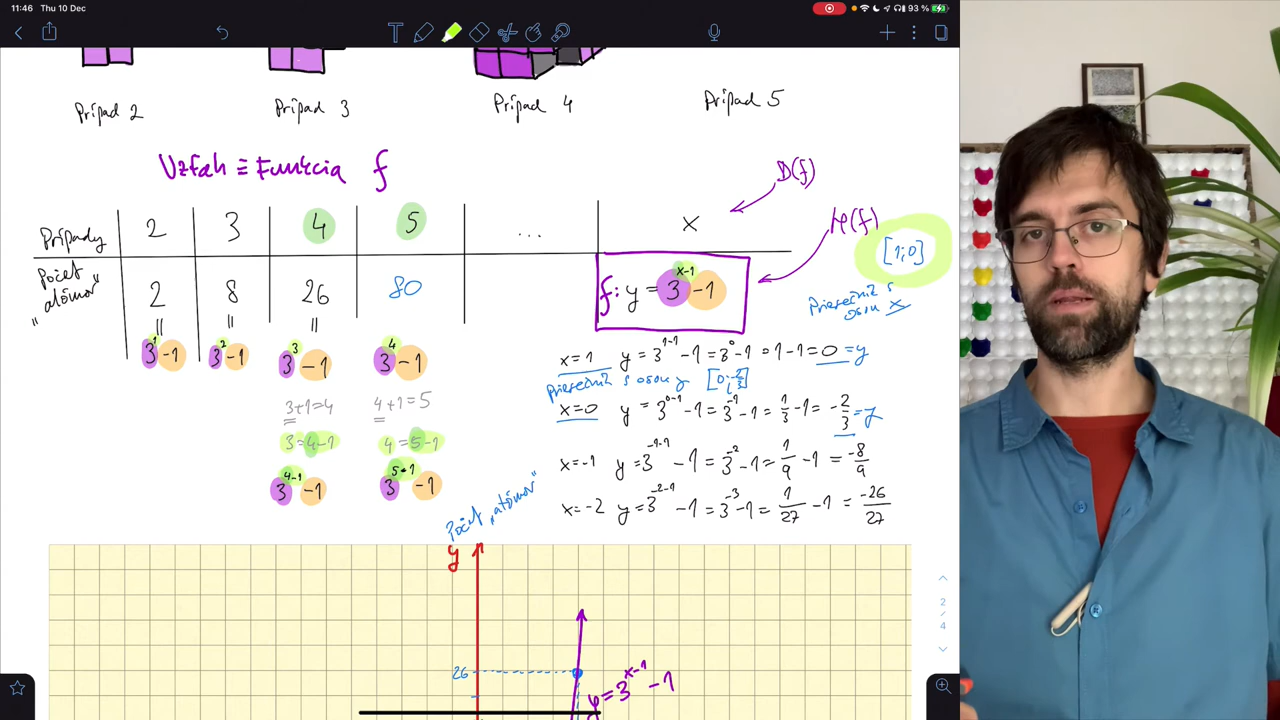 11:46 Thu 10 Dec
93 %
Prípad 2
Prípad 3
Prípad 4
Prípad 5
Vzťah ≡ Funkcia f
D(f)
H(f)
[1;0]
Prípady 2 3 4 5 ... x
Počet "atómov" 2 8 26 80 f: y = 3^(x-1) - 1
Priesečník s osou x
= = =
3^1 -1 3^2 -1 3^3 -1 3^4 -1
3+1=4 4+1=5
3=4-1 4=5-1
3^(4-1) -1 3^(5-1) -1
x=1 y=3^(1-1) -1 = 3^0 -1 = 1-1 = 0 = y
Priesečník s osou y [0;-2/3]
x=0 y=3^(0-1) -1 = 3^-1 -1 = 1/3 -1 = -2/3 = y
x=-1 y=3^(-1-1) -1 = 3^-2 -1 = 1/9 -1 = -8/9
x=-2 y=3^(-2-1) -1 = 3^-3 -1 = 1/27 -1 = -26/27
Počet "atómov"
y
26
y=3^(x-1) -1
2
/
4